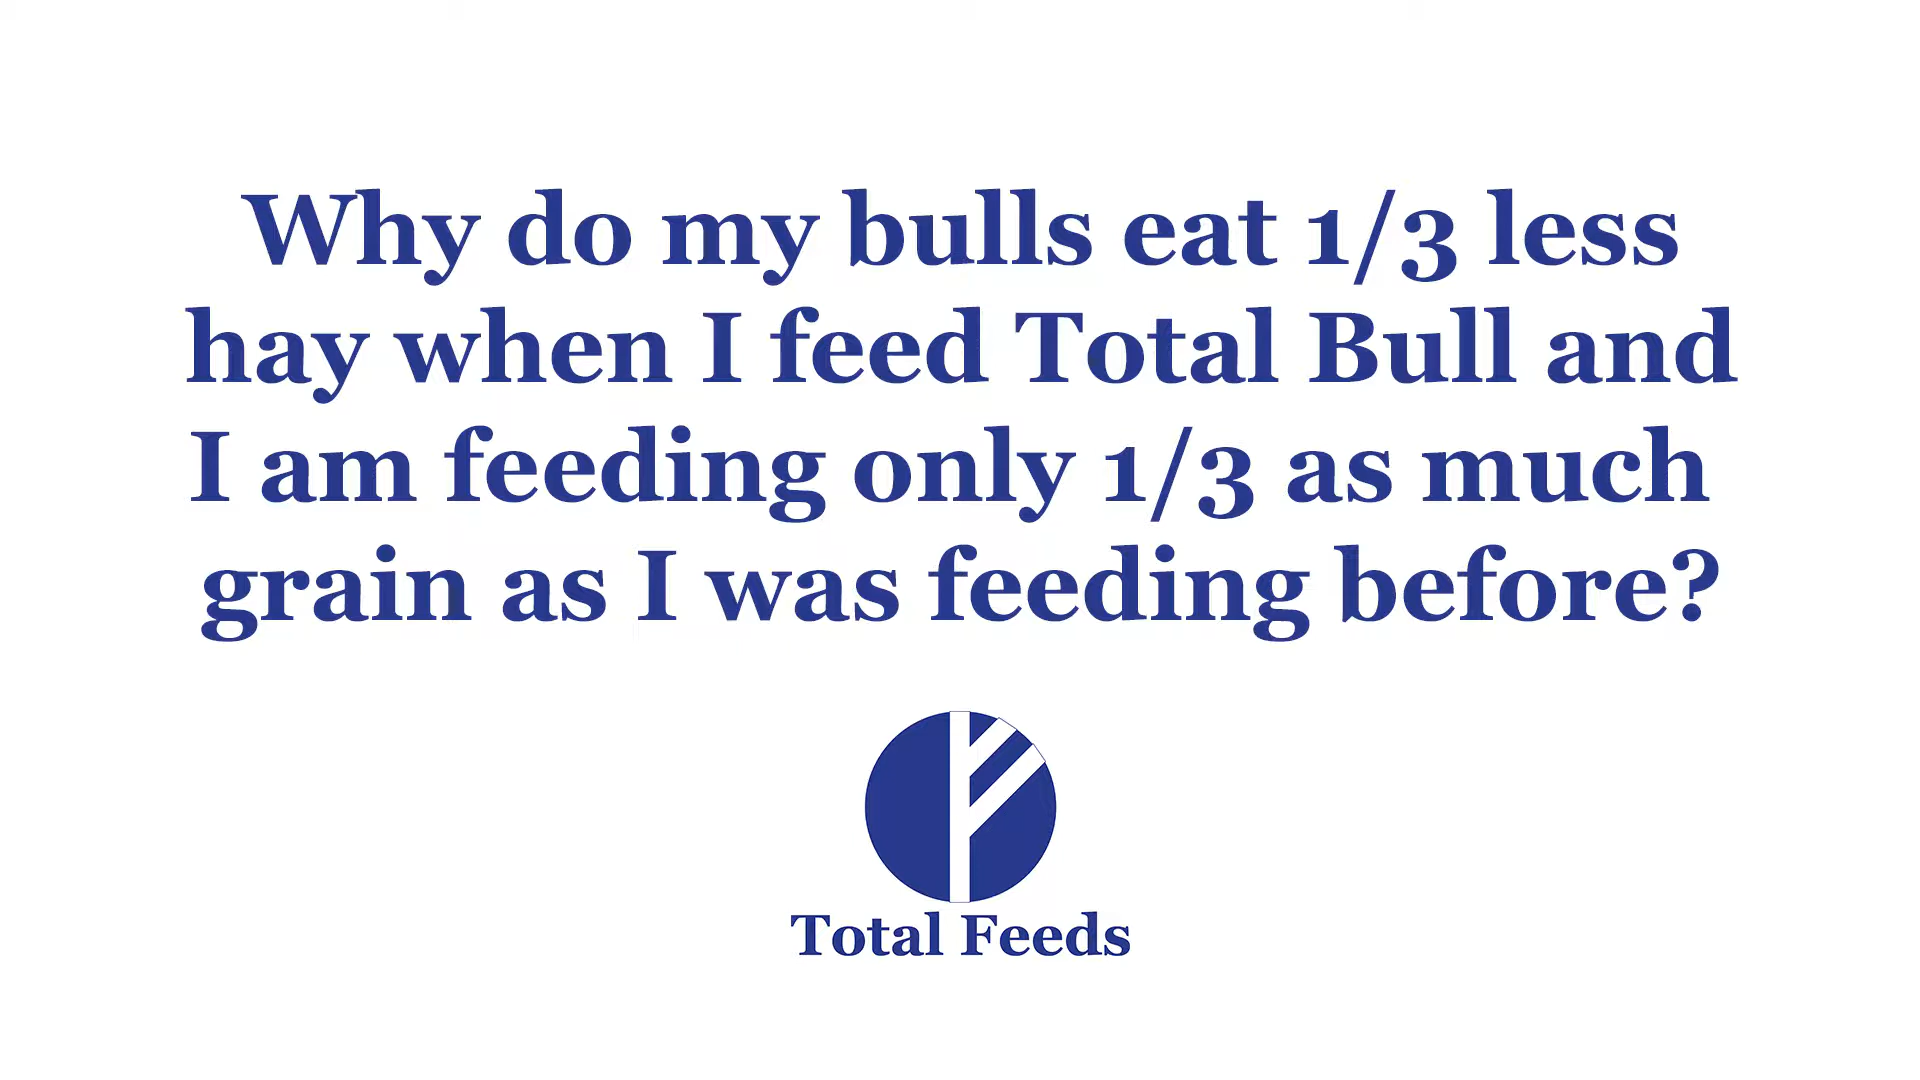 Why do my bulls eat 1/3 less
hay when I feed Total Bull and
I am feeding only 1/3 as much
grain as I was feeding before?
Total Feeds